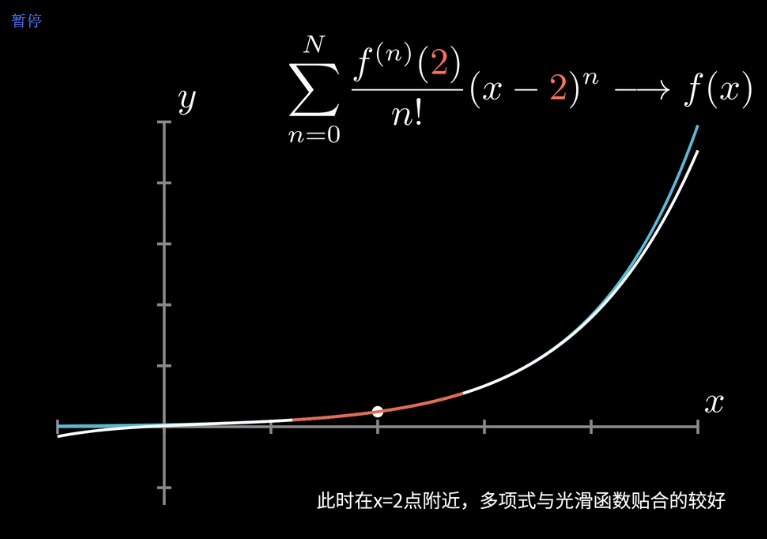 暂停
\sum_{n=0}^{N} \frac{f^{(n)}(2)}{n!}(x-2)^n \longrightarrow f(x)
y
x
此时在x=2点附近，多项式与光滑函数贴合的较好